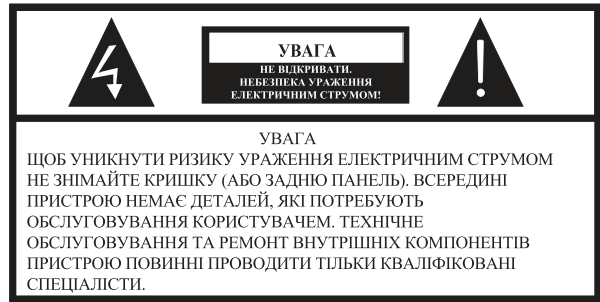 УВАГА
НЕ ВІДКРИВАТИ.
НЕБЕЗПЕКА УРАЖЕННЯ
ЕЛЕКТРИЧНИМ СТРУМОМ!
УВАГА
ЩОБ УНИКНУТИ РИЗИКУ УРАЖЕННЯ ЕЛЕКТРИЧНИМ СТРУМОМ
НЕ ЗНІМАЙТЕ КРИШКУ (АБО ЗАДНЮ ПАНЕЛЬ). ВСЕРЕДИНІ
ПРИСТРОЮ НЕМАЄ ДЕТАЛЕЙ, ЯКІ ПОТРЕБУЮТЬ
ОБСЛУГОВУВАННЯ КОРИСТУВАЧЕМ. ТЕХНІЧНЕ
ОБСЛУГОВУВАННЯ ТА РЕМОНТ ВНУТРІШНІХ КОМПОНЕНТІВ
ПРИСТРОЮ ПОВИННІ ПРОВОДИТИ ТІЛЬКИ КВАЛІФІКОВАНІ
СПЕЦІАЛІСТИ.